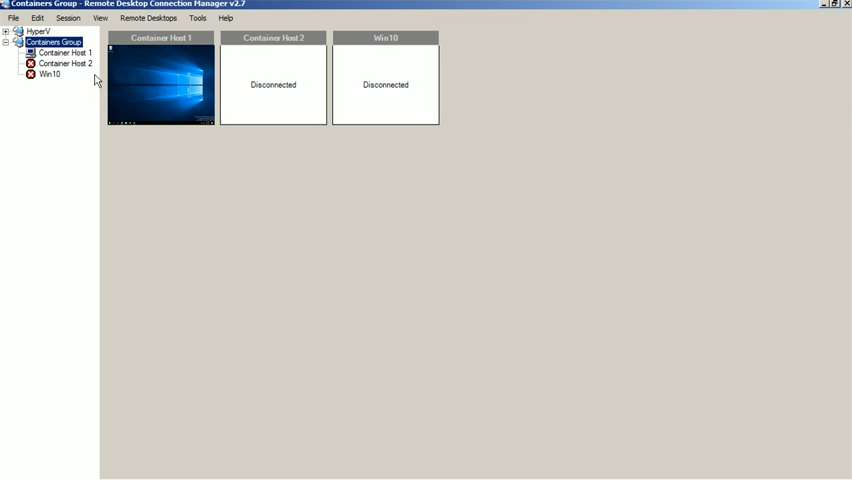 Containers Group - Remote Desktop Connection Manager v2.7
File Edit Session View Remote Desktops Tools Help
HyperV
Containers Group
Container Host 1
Container Host 2
Win10
Container Host 1 Container Host 2 Win10
Disconnected Disconnected